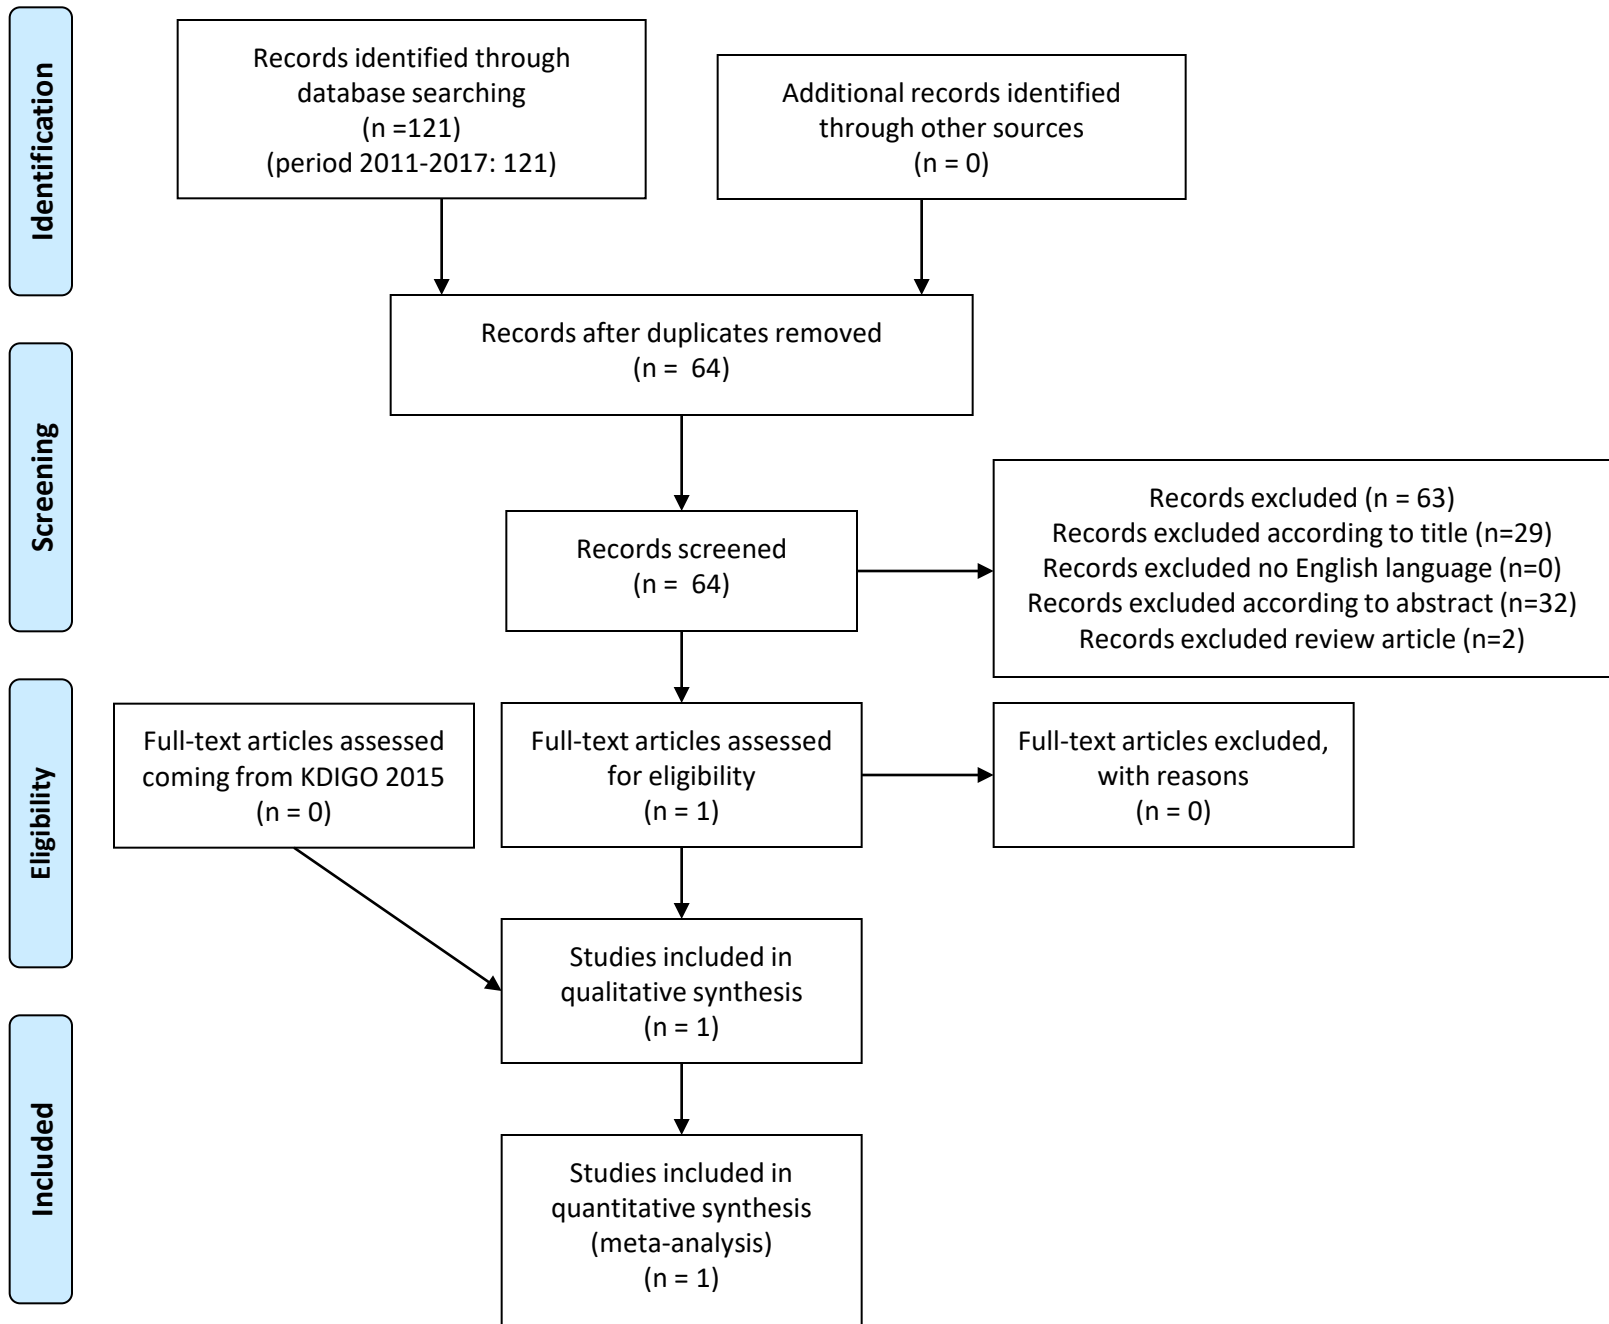 Identification
Records identified through
database searching
(n =121)
(period 2011-2017: 121)
Additional records identified
through other sources
(n = 0)
Records after duplicates removed
(n =  64)
Screening
Records screened
(n =  64)
Records excluded (n = 63)
Records excluded according to title (n=29)
Records excluded no English language (n=0)
Records excluded according to abstract (n=32)
Records excluded review article (n=2)
Eligibility
Full-text articles assessed
coming from KDIGO 2015
(n = 0)
Full-text articles assessed
for eligibility
(n = 1)
Full-text articles excluded,
with reasons
(n = 0)
Studies included in
qualitative synthesis
(n = 1)
Included
Studies included in
quantitative synthesis
(meta-analysis)
(n = 1)